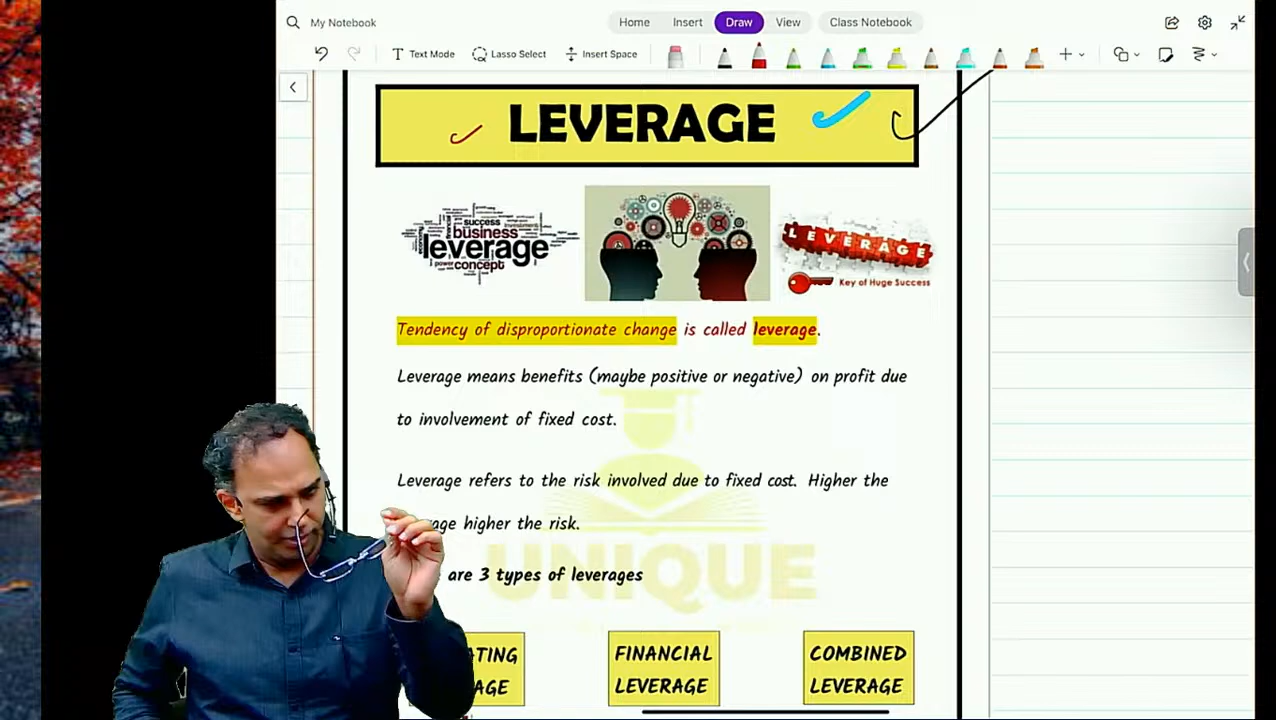 My Notebook
Home Insert Draw View Class Notebook
Text Mode Lasso Select Insert Space
LEVERAGE
success
business
leverage
power
concept
LEVERAGE
Key of Huge Success
Tendency of disproportionate change is called leverage.
Leverage means benefits (maybe positive or negative) on profit due
to involvement of fixed cost.
Leverage refers to the risk involved due to fixed cost. Higher the
age higher the risk.
are 3 types of leverages
UNIQUE
ATING
AGE
FINANCIAL
LEVERAGE
COMBINED
LEVERAGE